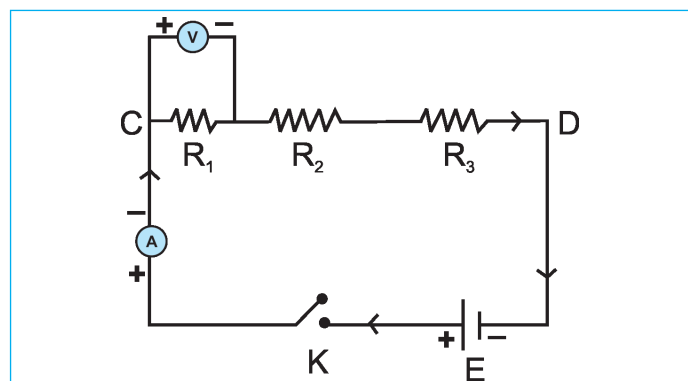 + V −
C D
R₁ R₂ R₃
−
A
+
+ −
K E